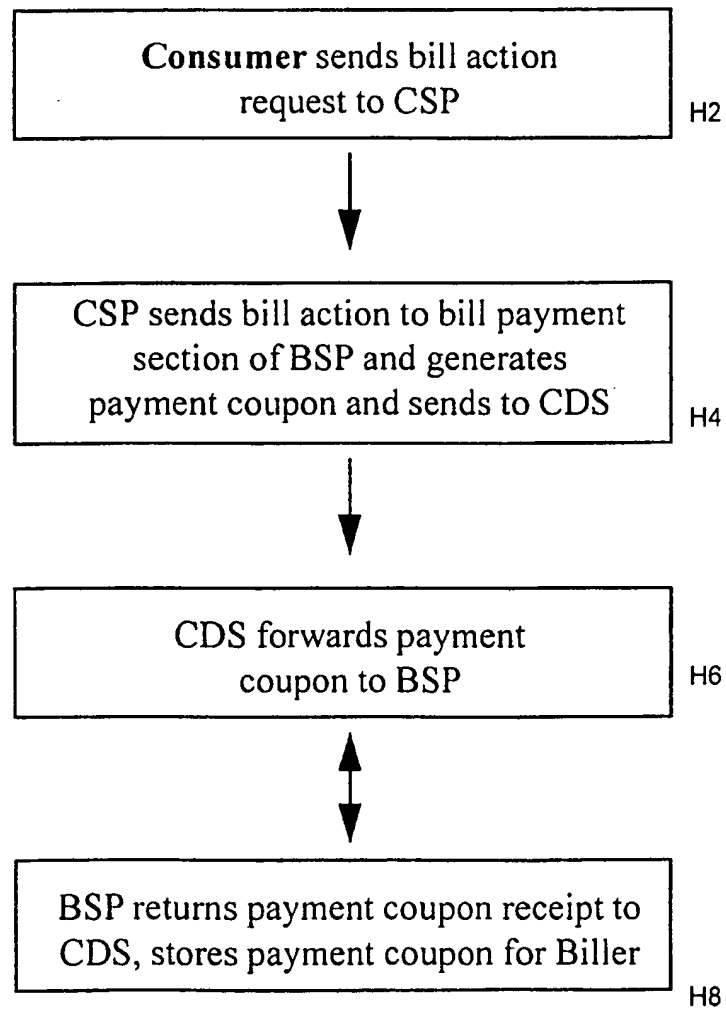 Consumer sends bill action
request to CSP
H2
CSP sends bill action to bill payment
section of BSP and generates
payment coupon and sends to CDS
H4
CDS forwards payment
coupon to BSP
H6
BSP returns payment coupon receipt to
CDS, stores payment coupon for Biller
H8